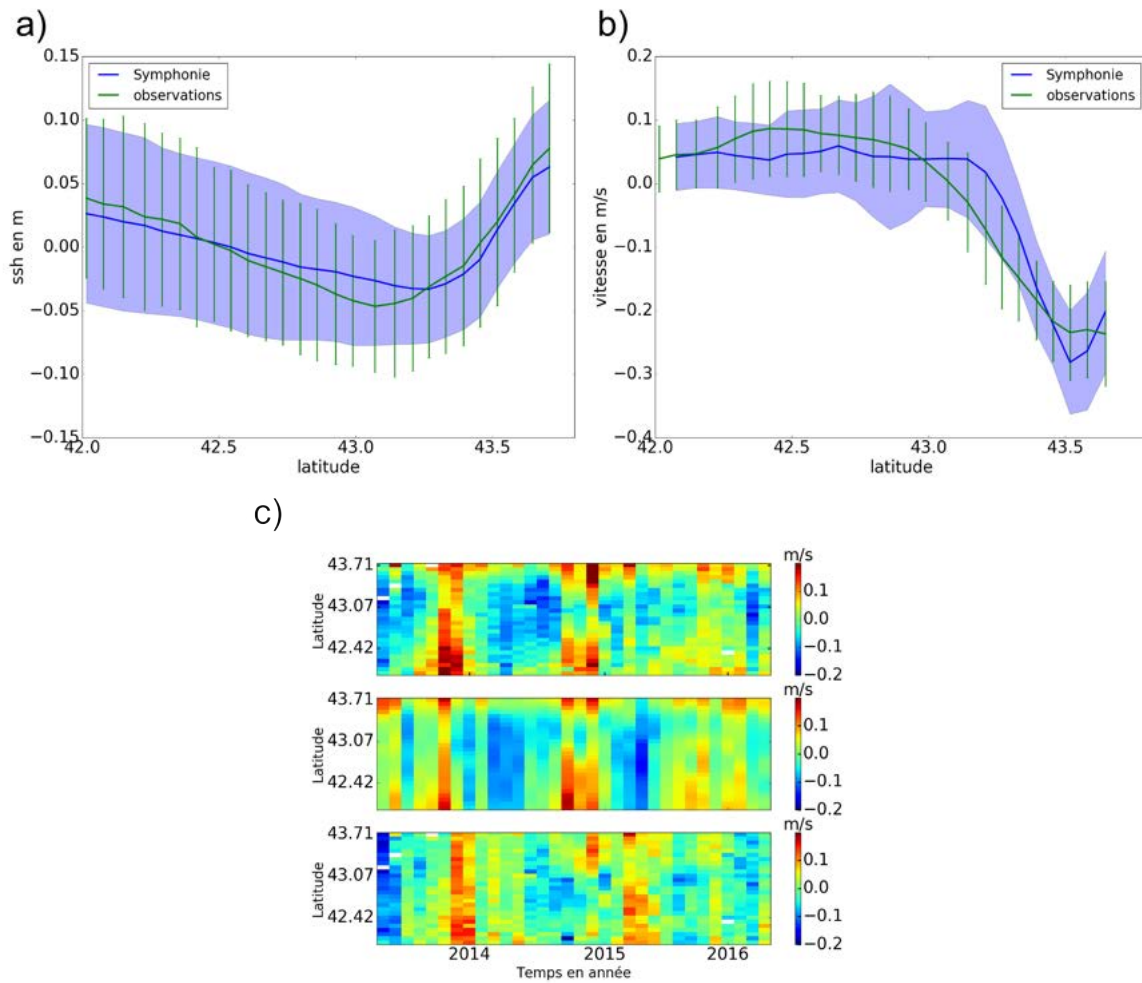 a)
Symphonie
observations
0.15
0.10
0.05
0.00
−0.05
−0.10
−0.15
ssh en m
42.0
42.5
43.0
43.5
latitude
b)
Symphonie
observations
0.2
0.1
0.0
−0.1
−0.2
−0.3
−0.4
vitesse en m/s
42.0
42.5
43.0
43.5
latitude
c)
43.71
43.07
42.42
Latitude
m/s
0.1
0.0
−0.1
−0.2
43.71
43.07
42.42
Latitude
m/s
0.1
0.0
−0.1
−0.2
43.71
43.07
42.42
Latitude
m/s
0.1
0.0
−0.1
−0.2
2014
2015
2016
Temps en année